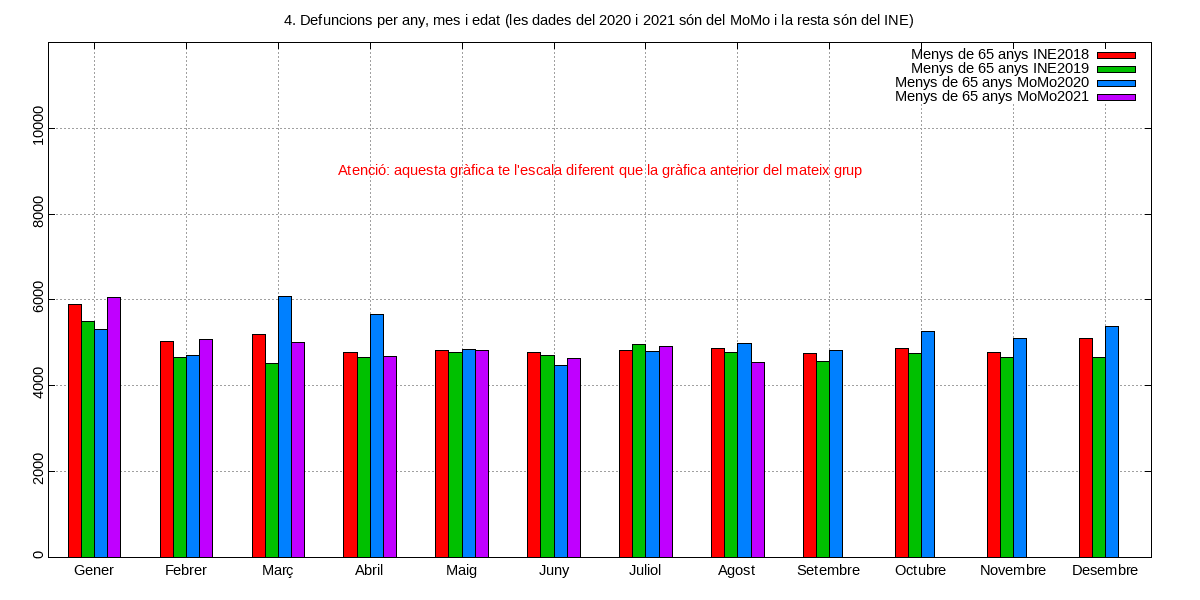 4. Defuncions per any, mes i edat (les dades del 2020 i 2021 són del MoMo i la resta són del INE)
Menys de 65 anys INE2018
Menys de 65 anys INE2019
Menys de 65 anys MoMo2020
Menys de 65 anys MoMo2021
Atenció: aquesta gràfica te l'escala diferent que la gràfica anterior del mateix grup
10000
8000
6000
4000
2000
0
Gener Febrer Març Abril Maig Juny Juliol Agost Setembre Octubre Novembre Desembre